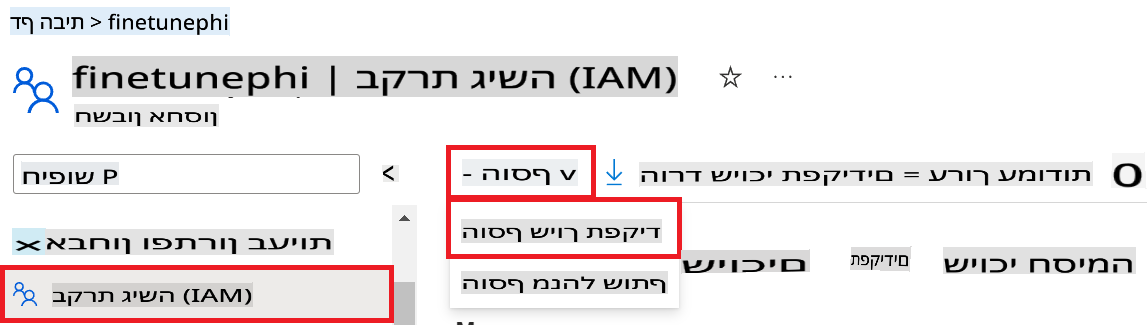 דף הבית > finetunephi
finetunephi | בקרת גישה (IAM)
חשבון אחסון
חיפוש P
- הוסף v הורד שיוכי תפקידים = ערוך עמודות O
אבחון ופתרון בעיות
הוסף שיוך תפקיד
שיוכים תפקידים שיוכי חסימה
בקרת גישה (IAM)
הוסף מנהל שותף